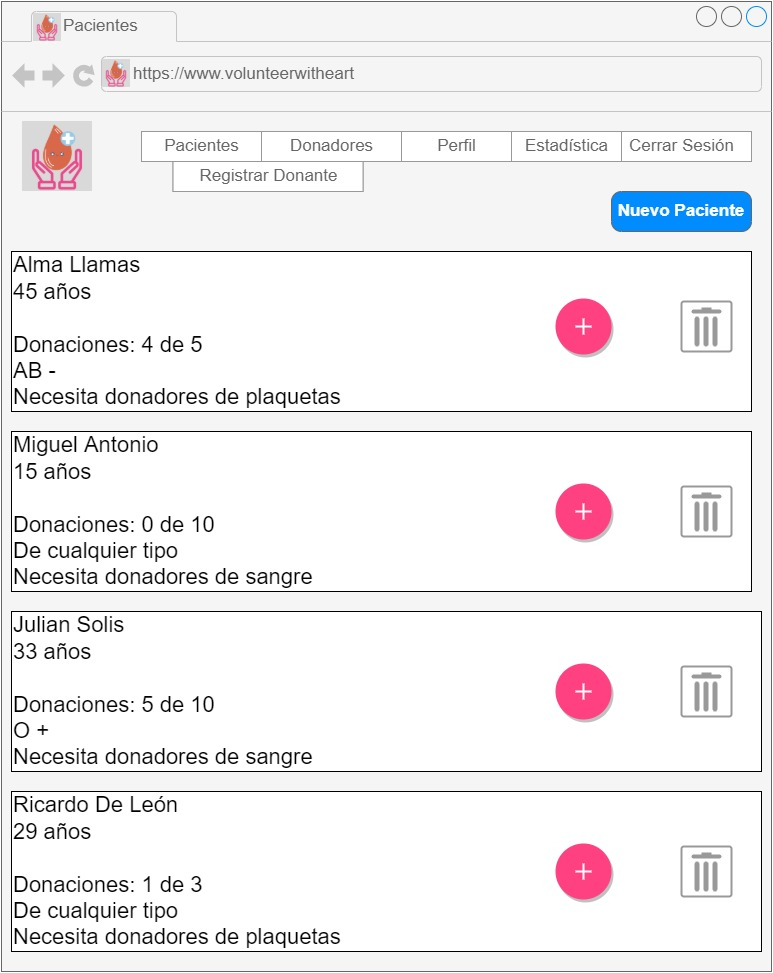 Pacientes
https://www.volunteerwitheart
Pacientes Donadores Perfil Estadística Cerrar Sesión
Registrar Donante
Nuevo Paciente
Alma Llamas
45 años
Donaciones: 4 de 5
AB -
Necesita donadores de plaquetas
Miguel Antonio
15 años
Donaciones: 0 de 10
De cualquier tipo
Necesita donadores de sangre
Julian Solis
33 años
Donaciones: 5 de 10
O +
Necesita donadores de sangre
Ricardo De León
29 años
Donaciones: 1 de 3
De cualquier tipo
Necesita donadores de plaquetas